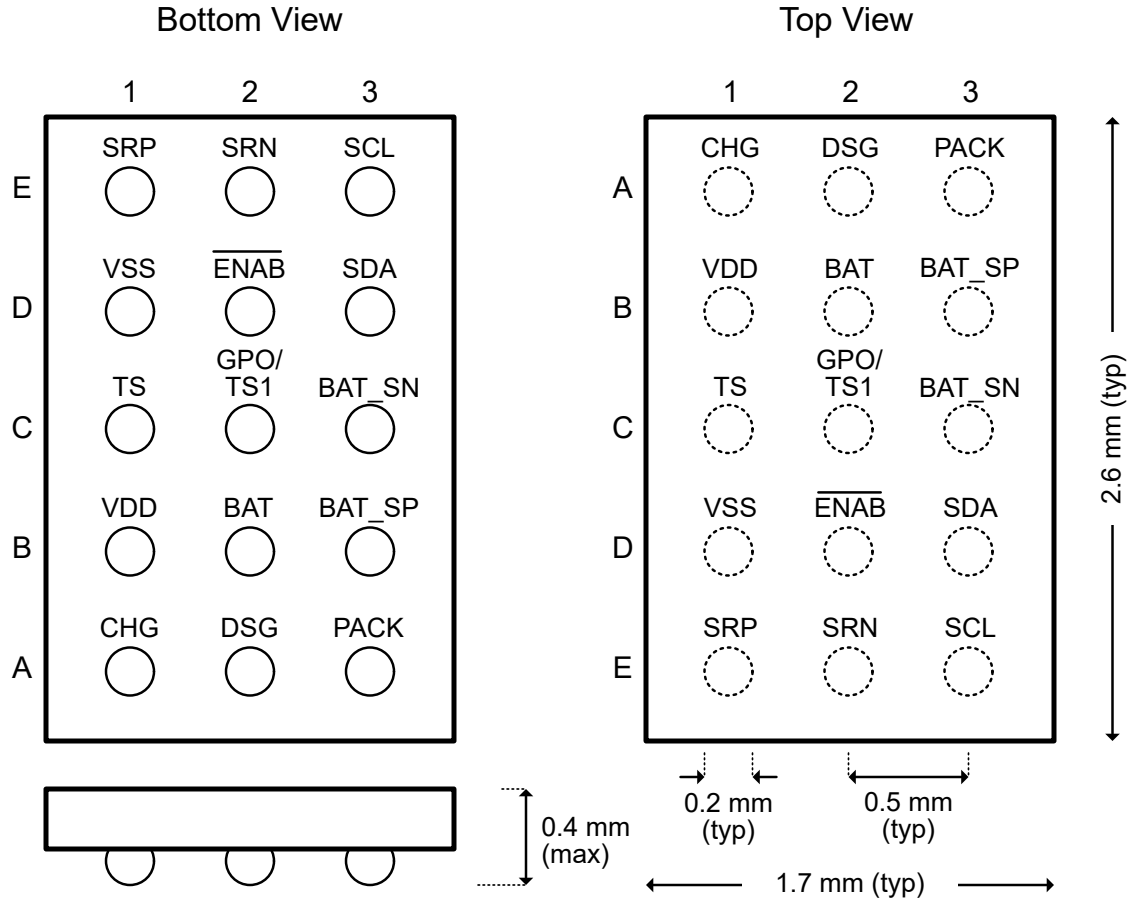 Bottom View
1 2 3
SRP SRN SCL
E
VSS E̅N̅A̅B̅ SDA
D
GPO/
TS TS1 BAT_SN
C
VDD BAT BAT_SP
B
CHG DSG PACK
A
0.4 mm
(max)
Top View
1 2 3
CHG DSG PACK
A
VDD BAT BAT_SP
B
GPO/
TS TS1 BAT_SN
C
VSS E̅N̅A̅B̅ SDA
D
SRP SRN SCL
E
2.6 mm (typ)
0.2 mm
(typ)
0.5 mm
(typ)
1.7 mm (typ)